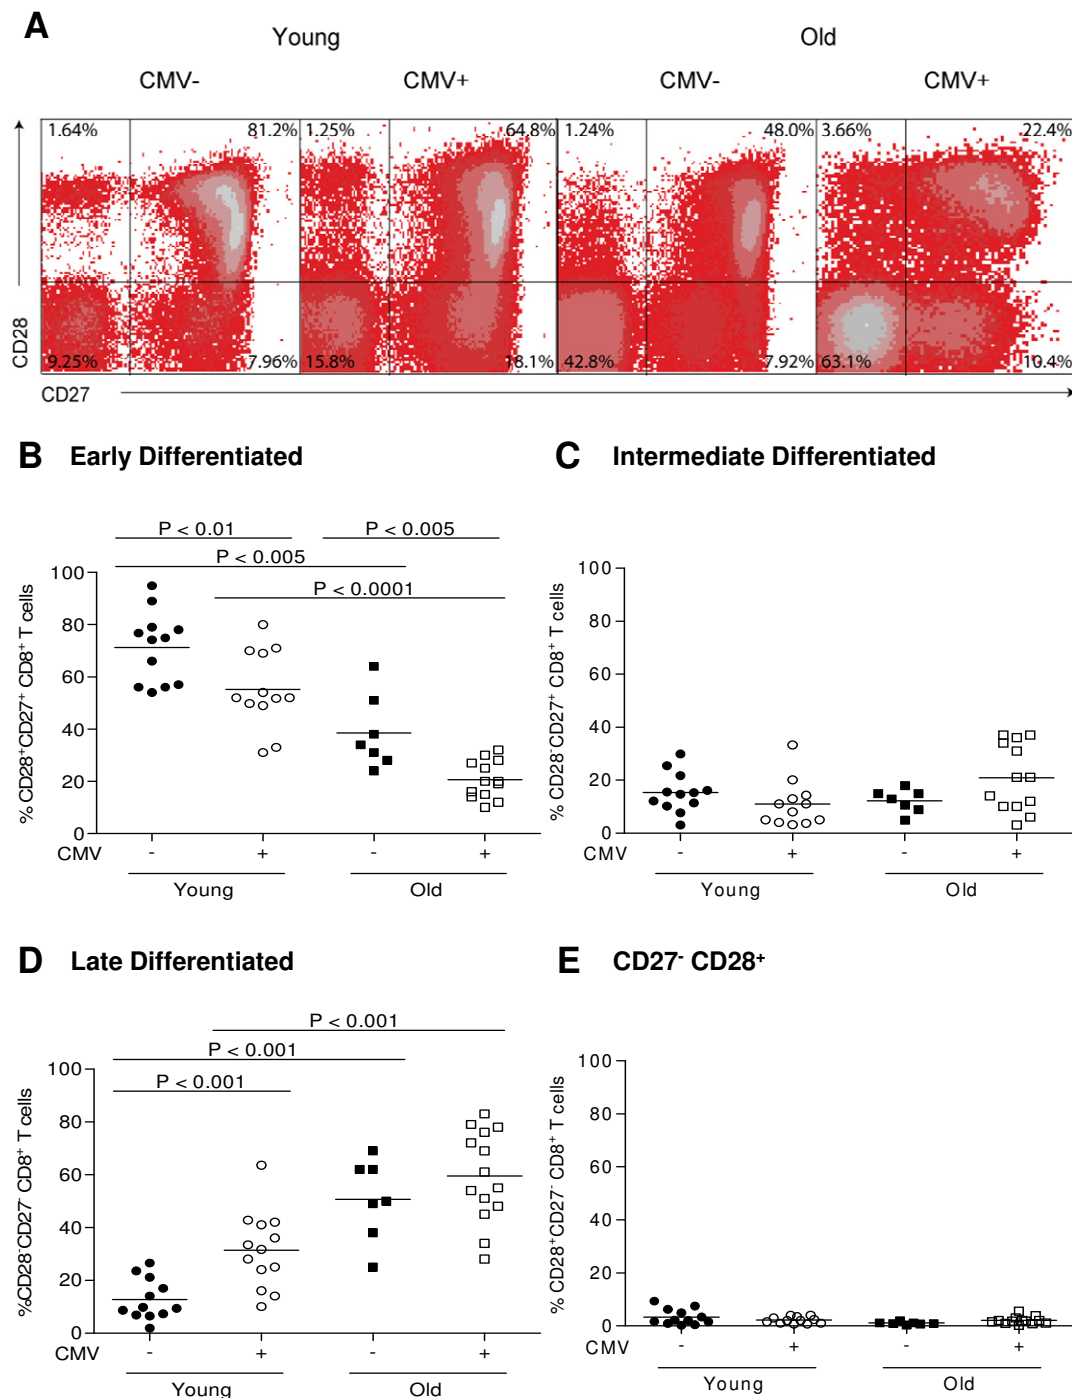 A
Young Old
CMV- CMV+ CMV- CMV+
1.64% 81.2% 1.25% 64.8% 1.24% 48.0% 3.66% 22.4%
CD28
9.25% 7.96% 15.8% 18.1% 42.8% 7.92% 63.1% 10.4%
CD27
B Early Differentiated
P < 0.01 P < 0.005
P < 0.005
P < 0.0001
% CD28⁺CD27⁺ CD8⁺ T cells
100
80
60
40
20
0
CMV - + - +
Young Old
C Intermediate Differentiated
% CD28⁻CD27⁺ CD8⁺ T cells
100
80
60
40
20
0
CMV - + - +
Young Old
D Late Differentiated
P < 0.001
P < 0.001
P < 0.001
%CD28⁻CD27⁻ CD8⁺ T cells
100
80
60
40
20
0
CMV - + - +
Young Old
E CD27⁻ CD28⁺
% CD28⁺CD27⁻ CD8⁺ T cells
100
80
60
40
20
0
CMV - + - +
Young Old